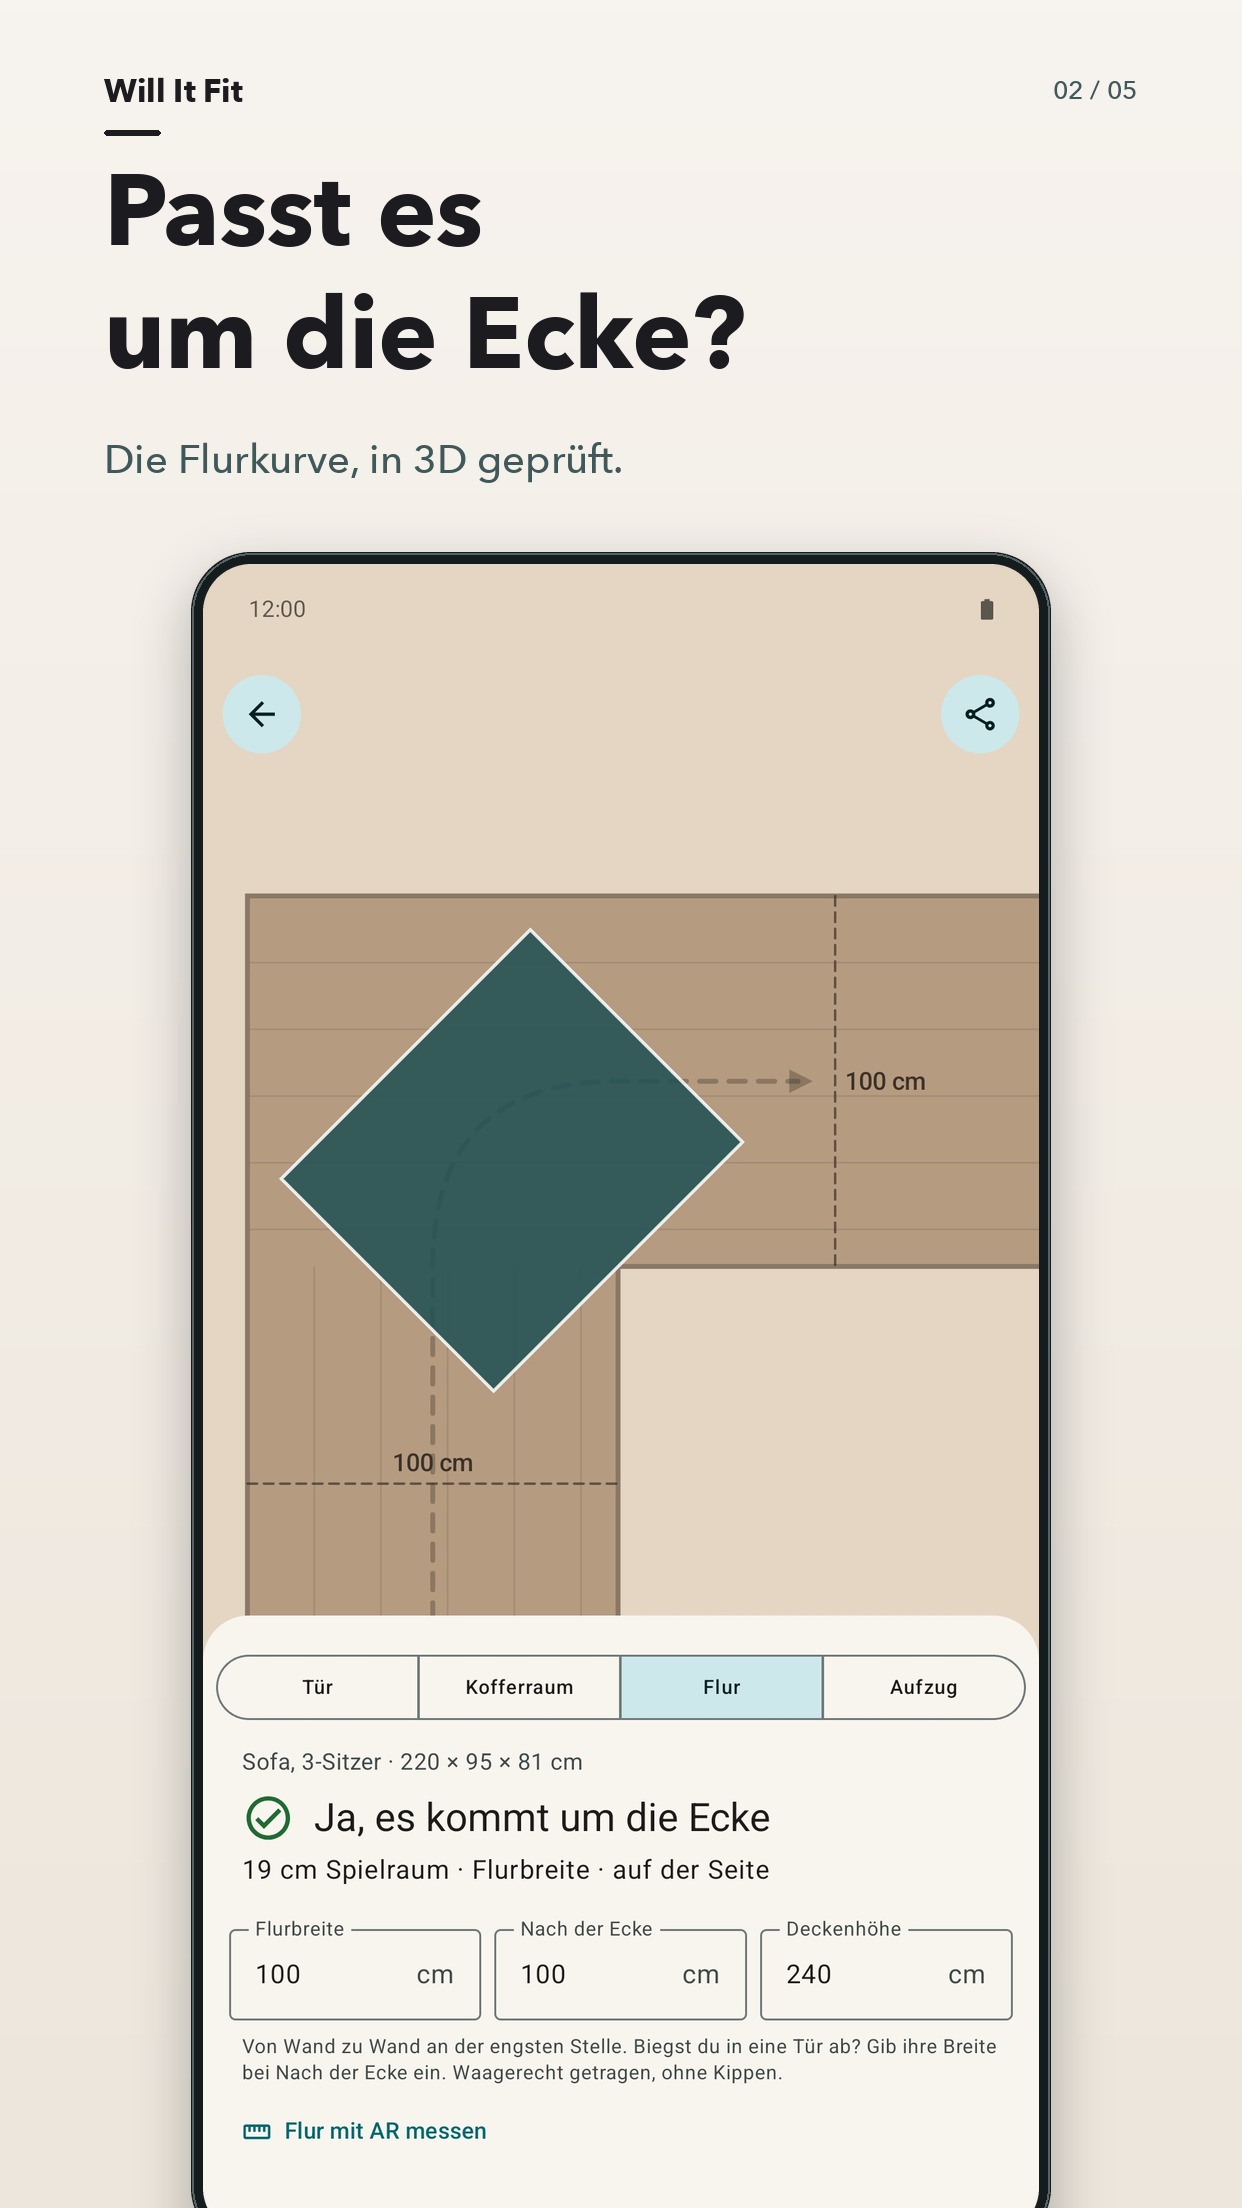 Will It Fit
02 / 05
Passt es
um die Ecke?
Die Flurkurve, in 3D geprüft.
12:00
100 cm
100 cm
Tür
Kofferraum
Flur
Aufzug
Sofa, 3-Sitzer · 220 × 95 × 81 cm
Ja, es kommt um die Ecke
19 cm Spielraum · Flurbreite · auf der Seite
Flurbreite
Nach der Ecke
Deckenhöhe
100 cm
100 cm
240 cm
Von Wand zu Wand an der engsten Stelle. Biegst du in eine Tür ab? Gib ihre Breite
bei Nach der Ecke ein. Waagerecht getragen, ohne Kippen.
Flur mit AR messen